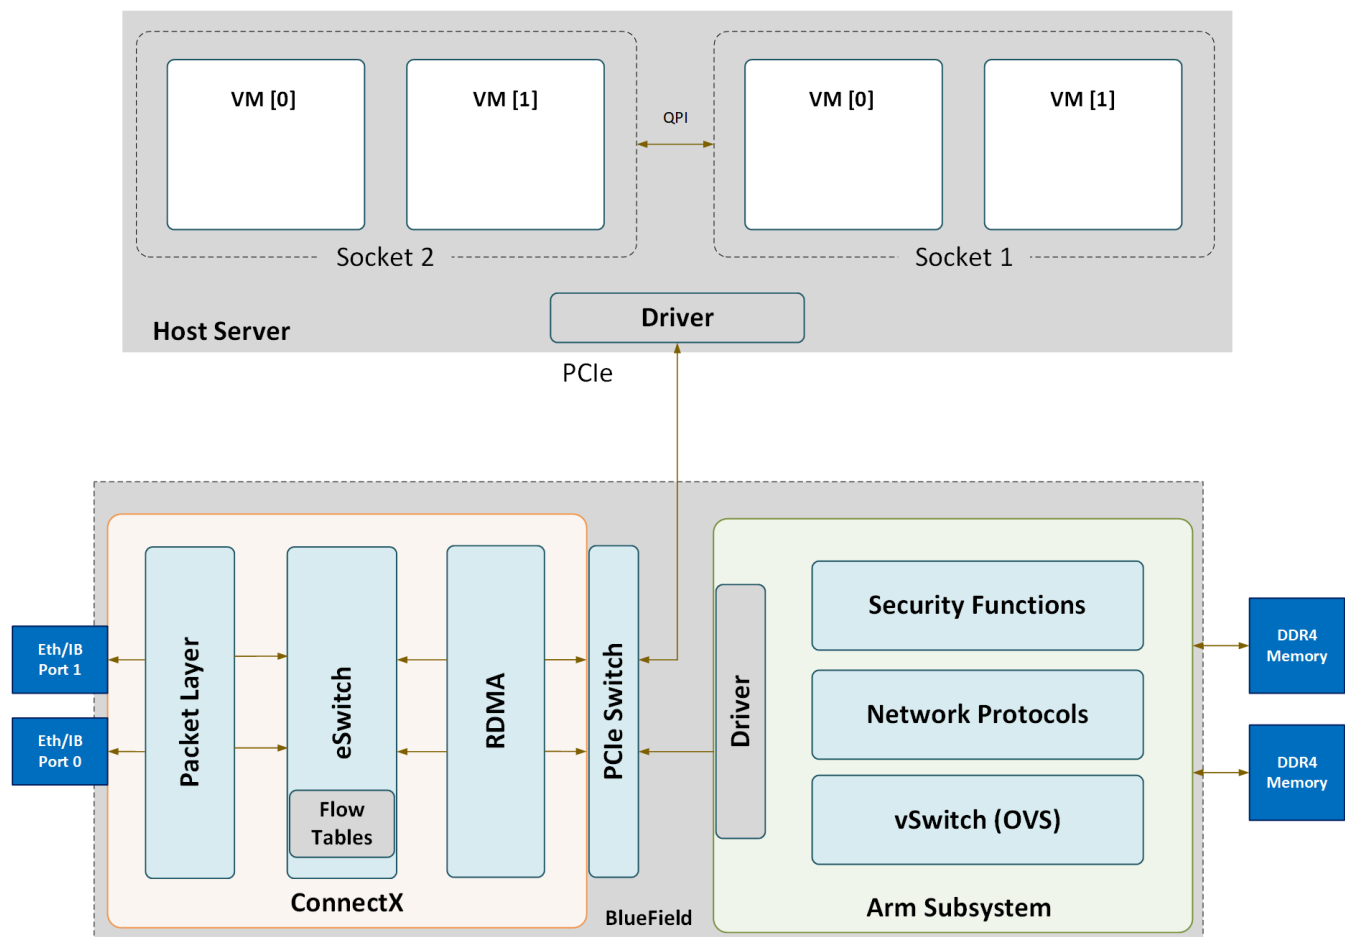 VM [0]
VM [1]
QPI
VM [0]
VM [1]
Socket 2
Socket 1
Host Server
Driver
PCIe
Eth/IB
Port 1
Eth/IB
Port 0
Packet Layer
eSwitch
Flow
Tables
RDMA
ConnectX
PCIe Switch
BlueField
Driver
Security Functions
Network Protocols
vSwitch (OVS)
Arm Subsystem
DDR4
Memory
DDR4
Memory